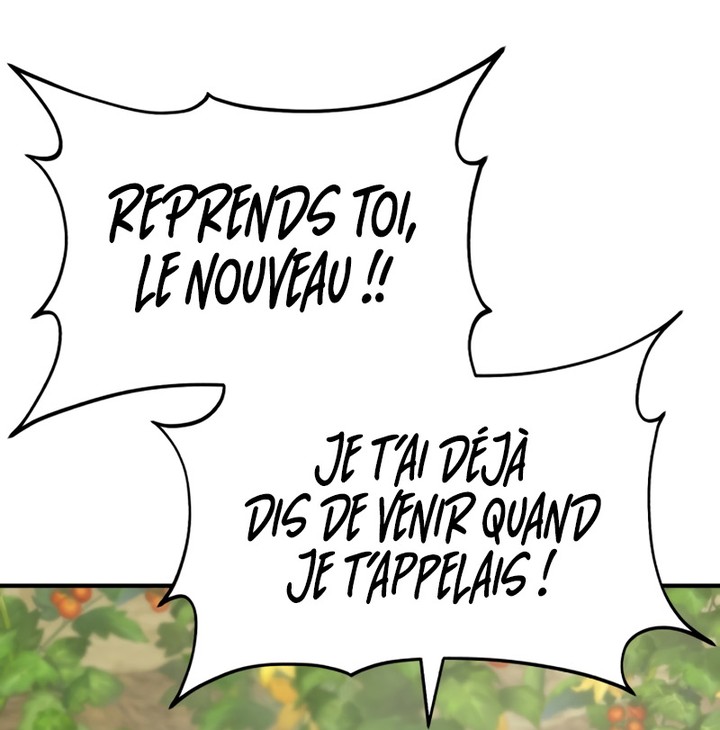 REPRENDS TOI,
LE NOUVEAU !!
JE T'AI DÉJÀ
DIS DE VENIR QUAND
JE T'APPELAIS !